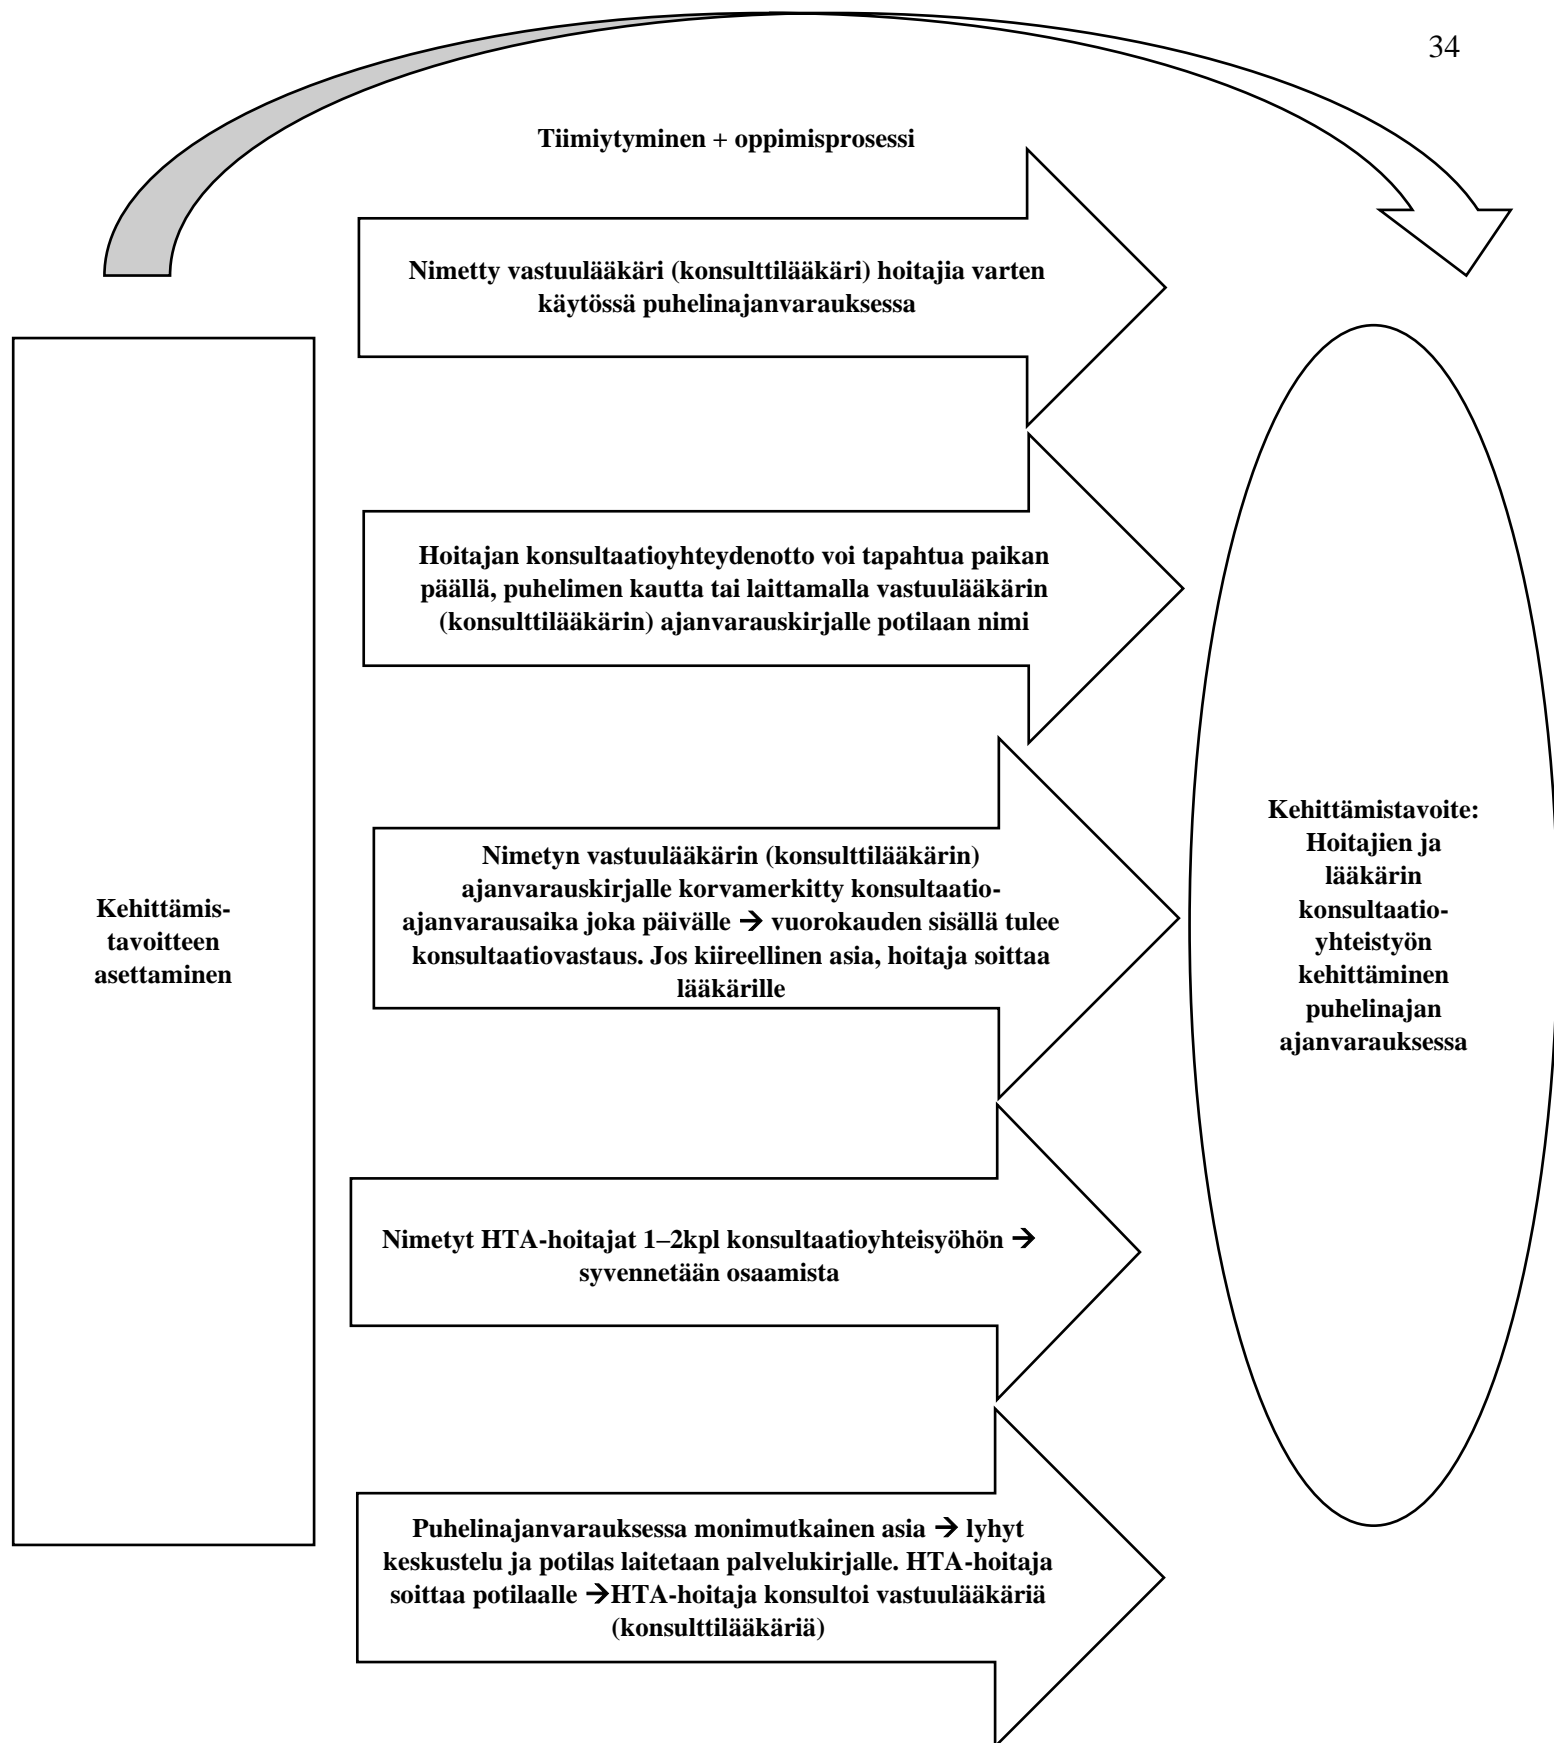 34
Tiimiytyminen + oppimisprosessi
Nimetty vastuulääkäri (konsulttilääkäri) hoitajia varten
käytössä puhelinajanvarauksessa
Hoitajan konsultaatioyhteydenotto voi tapahtua paikan
päällä, puhelimen kautta tai laittamalla vastuulääkärin
(konsulttilääkärin) ajanvarauskirjalle potilaan nimi
Nimetyn vastuulääkärin (konsulttilääkärin)
ajanvarauskirjalle korvamerkitty konsultaatio-
ajanvarausaika joka päivälle → vuorokauden sisällä tulee
konsultaatiovastaus. Jos kiireellinen asia, hoitaja soittaa
lääkärille
Kehittämis-
tavoitteen
asettaminen
Kehittämistavoite:
Hoitajien ja
lääkärin
konsultaatio-
yhteistyön
kehittäminen
puhelinajan
ajanvarauksessa
Nimetyt HTA-hoitajat 1–2kpl konsultaatioyhteisyöhön →
syvennetään osaamista
Puhelinajanvarauksessa monimutkainen asia → lyhyt
keskustelu ja potilas laitetaan palvelukirjalle. HTA-hoitaja
soittaa potilaalle →HTA-hoitaja konsultoi vastuulääkäriä
(konsulttilääkäriä)